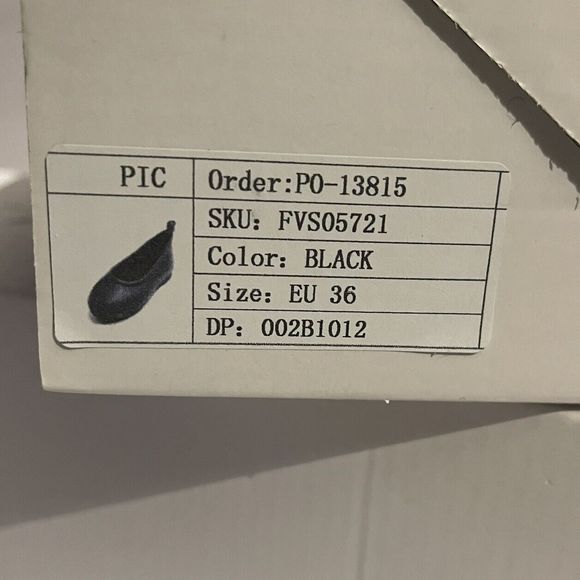 PIC
Order:PO-13815
SKU: FVS05721
Color: BLACK
Size: EU 36
DP: 002B1012